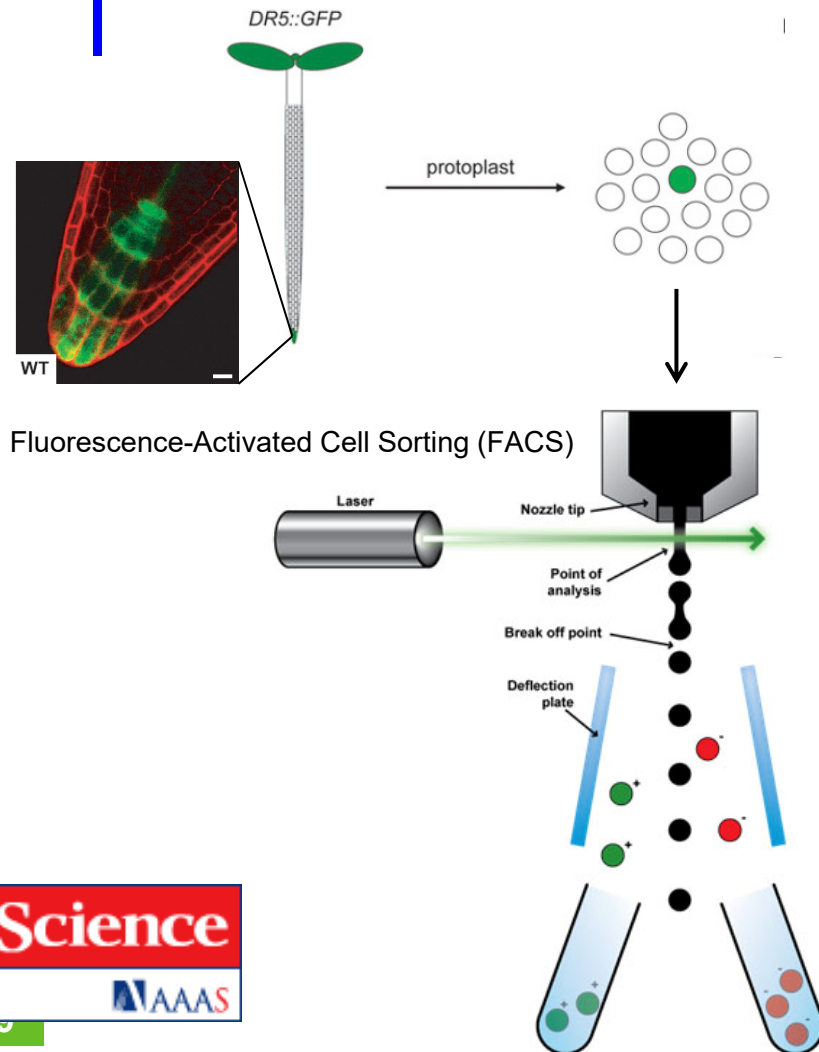 DR5::GFP
protoplast
WT
Fluorescence-Activated Cell Sorting (FACS)
Laser
Nozzle tip
Point of
analysis
Break off point
Deflection
plate
-
+
-
+
Science
AAAS
+
+
-
-
-